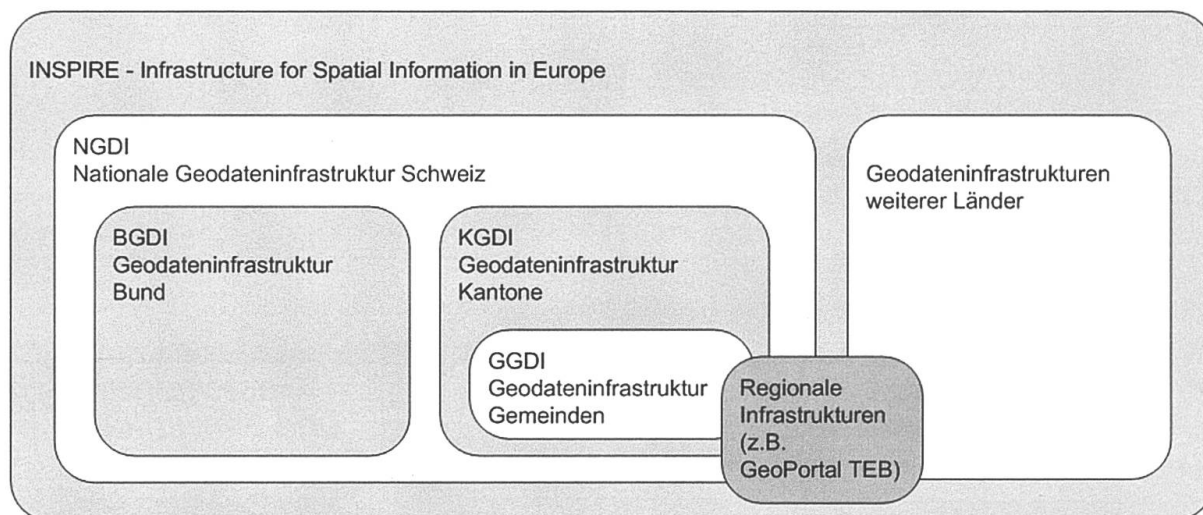 INSPIRE - Infrastructure for Spatial Information in Europe
NGDI
Nationale Geodateninfrastruktur Schweiz
BGDI
Geodateninfrastruktur
Bund
KGDI
Geodateninfrastruktur
Kantone
GGDI
Geodateninfrastruktur
Gemeinden
Regionale
Infrastrukturen
(z.B.
GeoPortal TEB)
Geodateninfrastrukturen
weiterer Länder